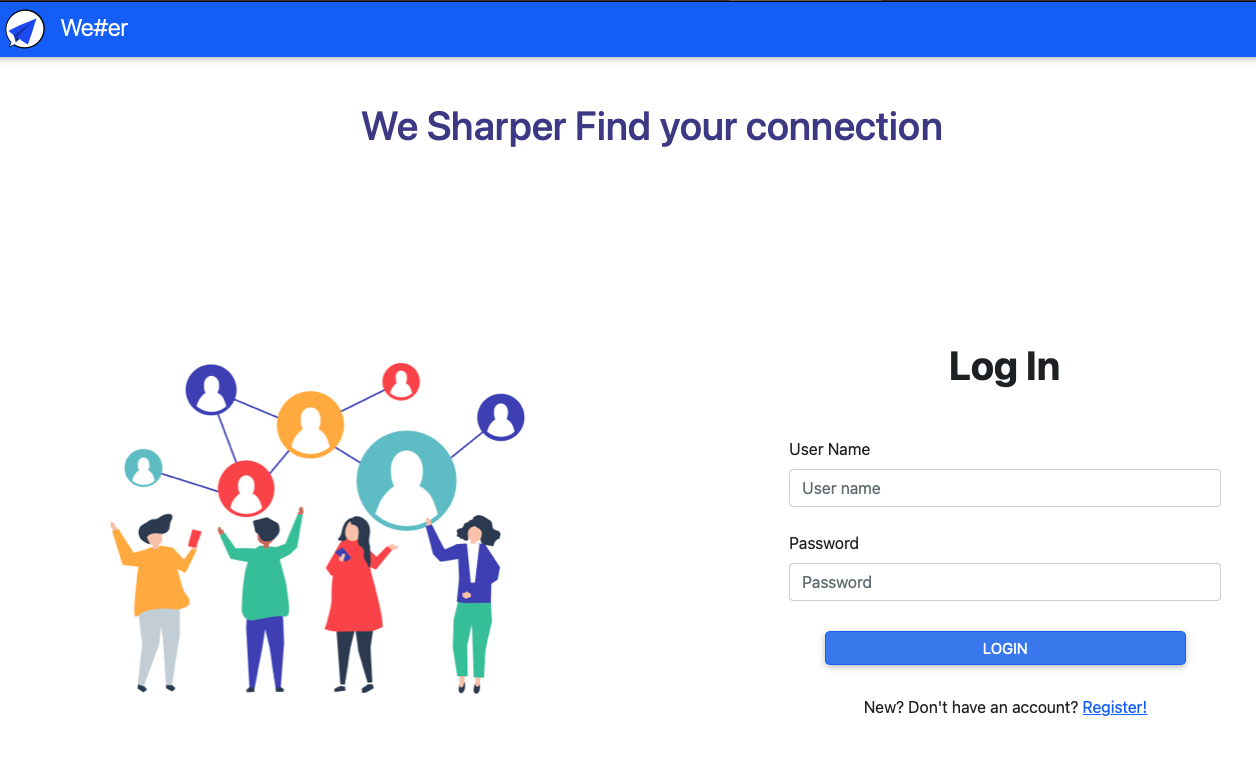 We#er
We Sharper Find your connection
Log In
User Name
User name
Password
Password
LOGIN
New? Don't have an account? Register!